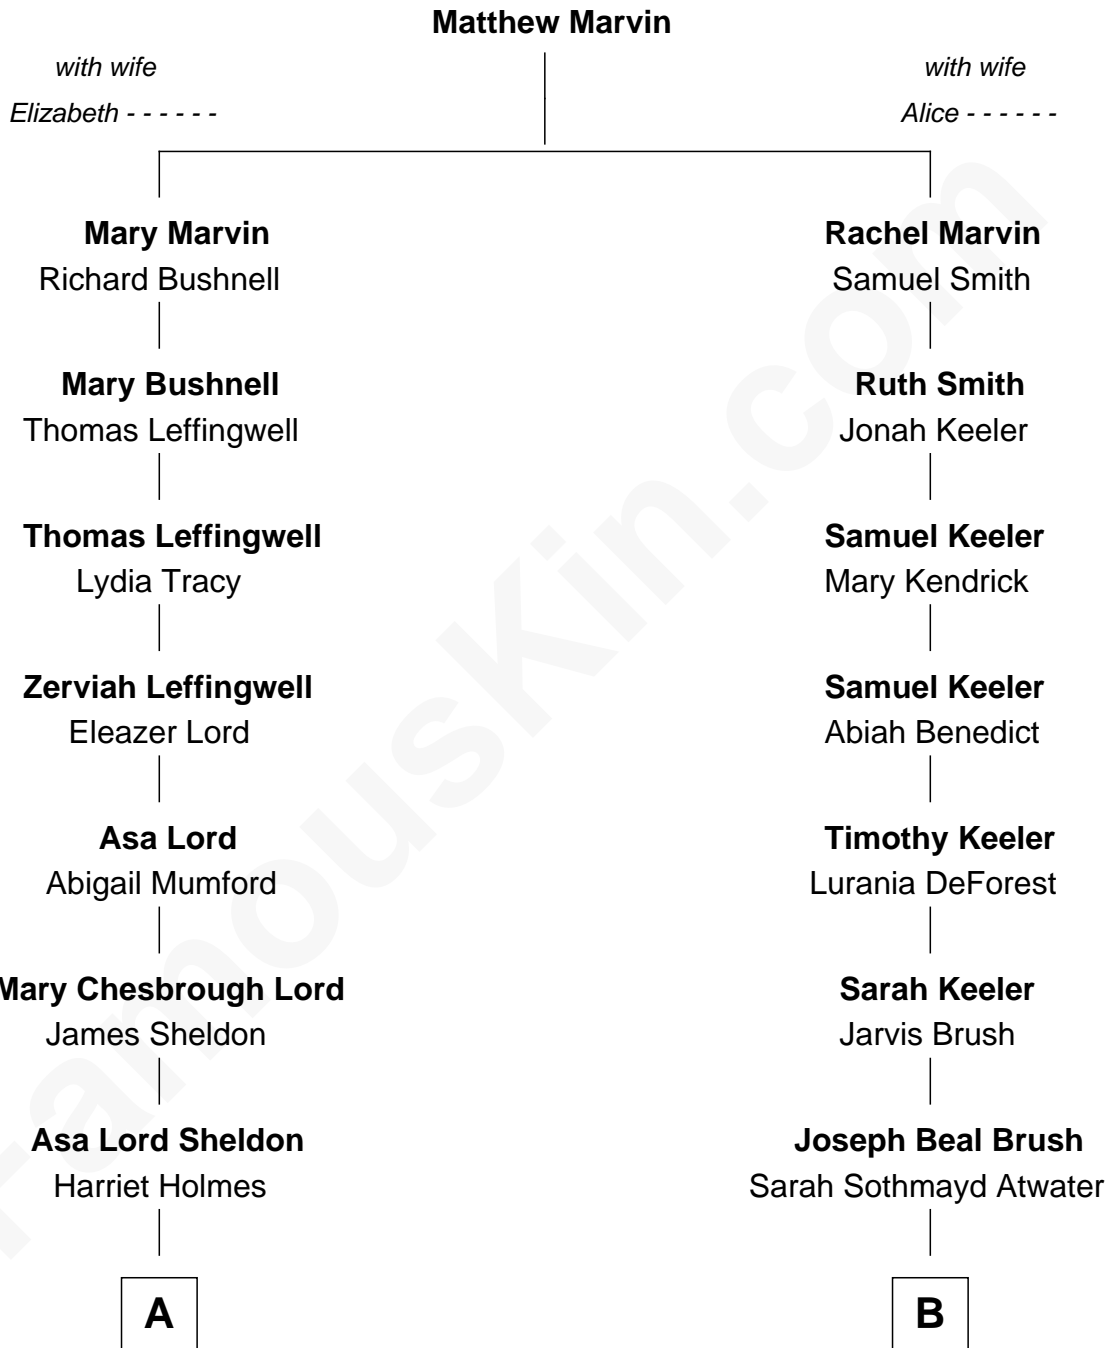 Matthew Marvin
with wife
Elizabeth - - - - - -
with wife
Alice - - - - - -
Mary Marvin
Richard Bushnell
Rachel Marvin
Samuel Smith
Mary Bushnell
Thomas Leffingwell
Ruth Smith
Jonah Keeler
Thomas Leffingwell
Lydia Tracy
Samuel Keeler
Mary Kendrick
Zerviah Leffingwell
Eleazer Lord
Samuel Keeler
Abiah Benedict
Asa Lord
Abigail Mumford
Timothy Keeler
Lurania DeForest
Mary Chesbrough Lord
James Sheldon
Sarah Keeler
Jarvis Brush
Asa Lord Sheldon
Harriet Holmes
Joseph Beal Brush
Sarah Sothmayd Atwater
A
B
FamousKin.com